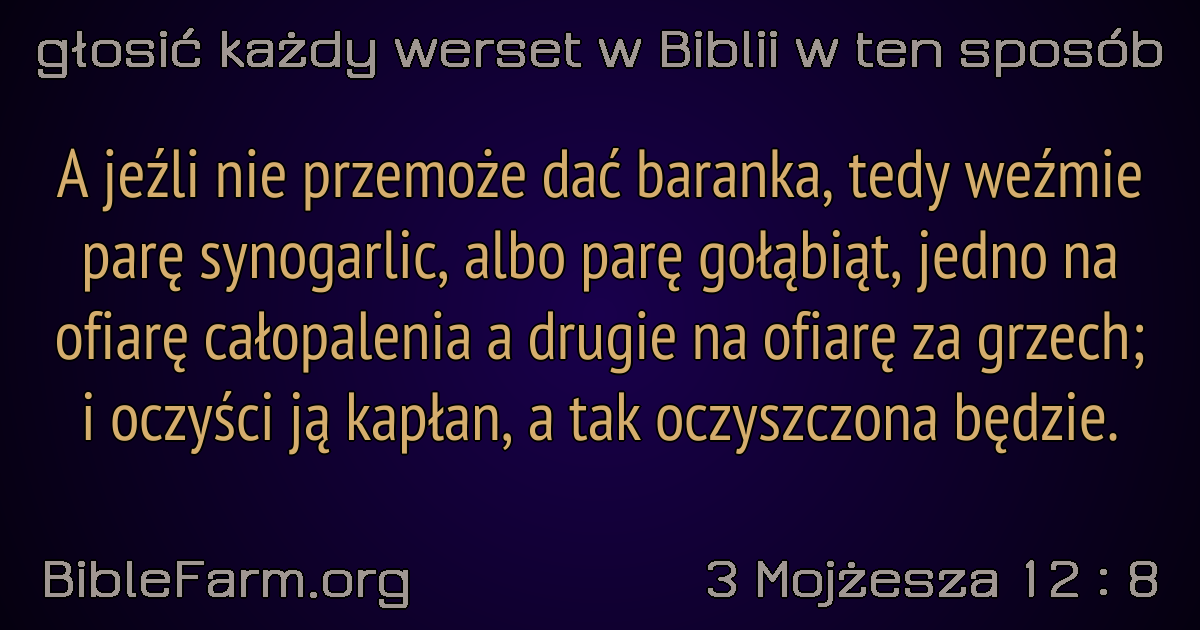 głosić każdy werset w Biblii w ten sposób
A jeźli nie przemoże dać baranka, tedy weźmie
parę synogarlic, albo parę gołąbiąt, jedno na
ofiarę całopalenia a drugie na ofiarę za grzech;
i oczyści ją kapłan, a tak oczyszczona będzie.
BibleFarm.org
3 Mojżesza 12 : 8